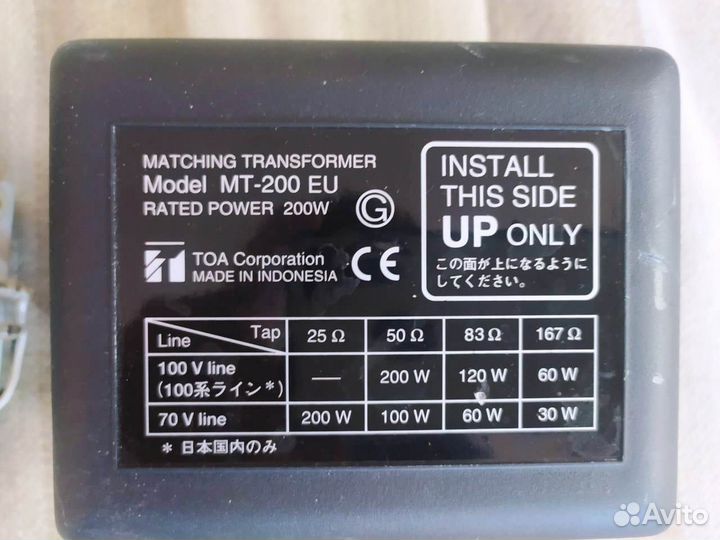 MATCHING TRANSFORMER
Model MT-200 EU
RATED POWER 200W
G
TOA Corporation
MADE IN INDONESIA
CE
INSTALL
THIS SIDE
UP ONLY
この面が上になるように
してください。
Line Tap 25 Ω 50 Ω 83 Ω 167 Ω
100 V line
(100系ライン*) — 200 W 120 W 60 W
70 V line 200 W 100 W 60 W 30 W
* 日本国内のみ
Avito